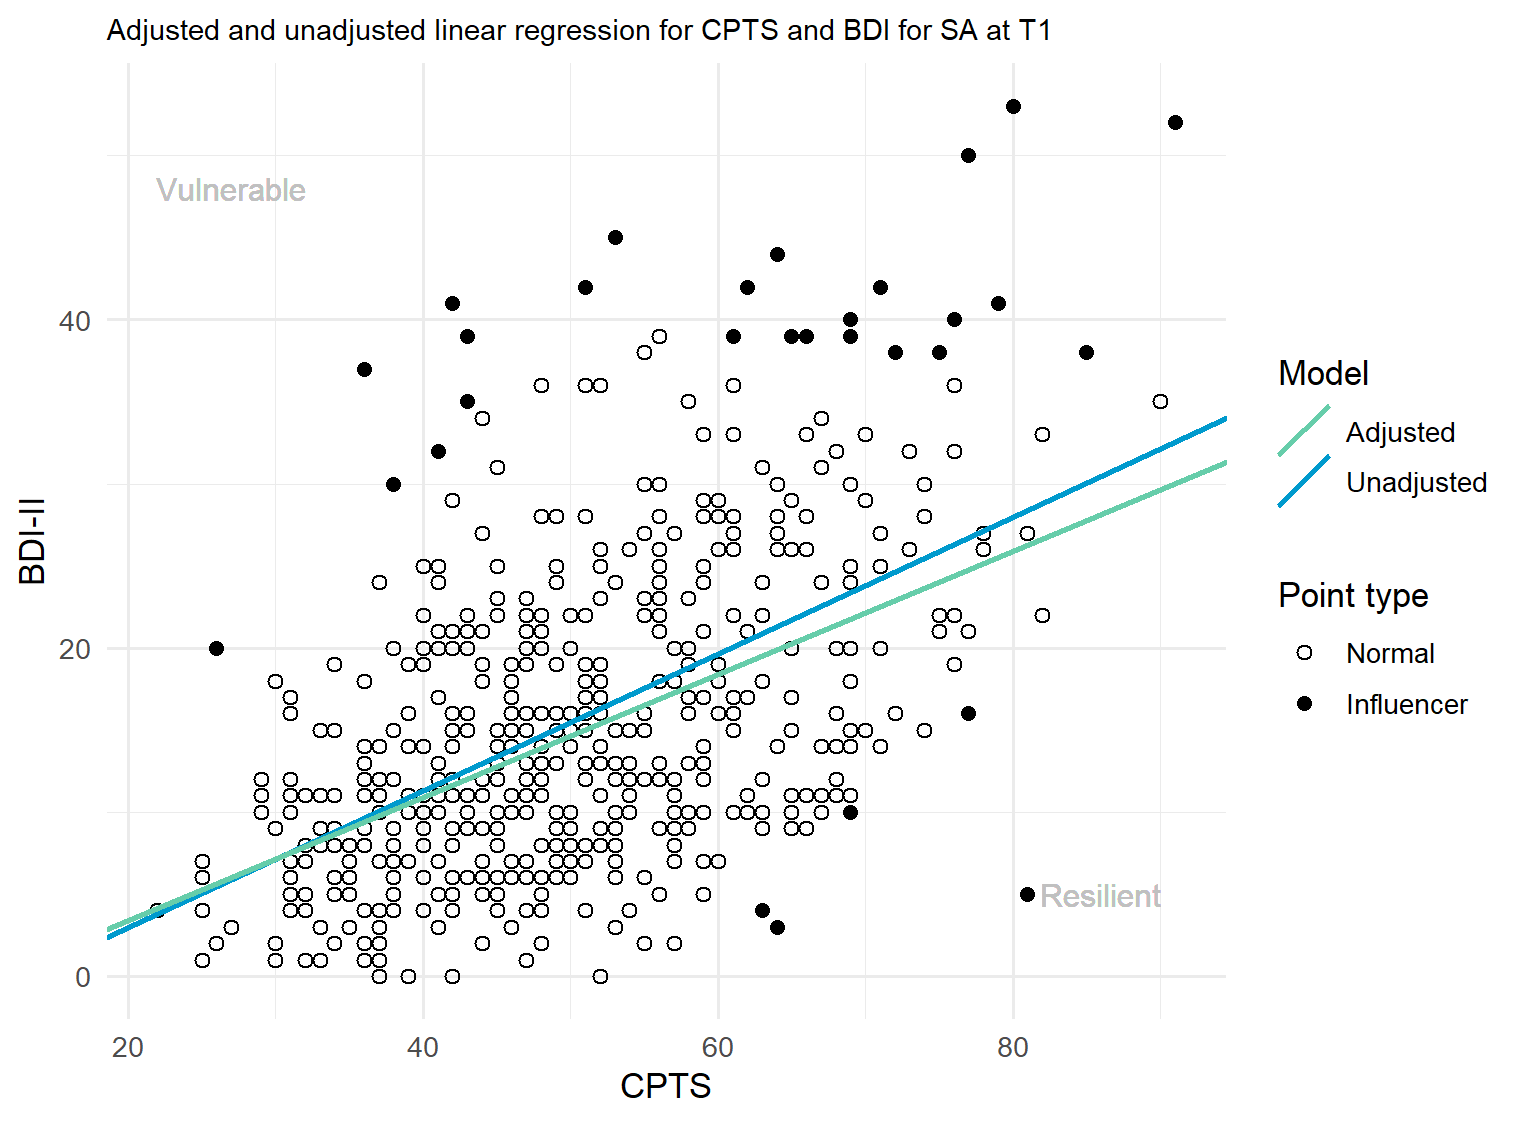 Adjusted and unadjusted linear regression for CPTS and BDI for SA at T1
Vulnerable
Resilient
BDI-II
40
20
0
20
40
60
80
CPTS
Model
Adjusted
Unadjusted
Point type
Normal
Influencer